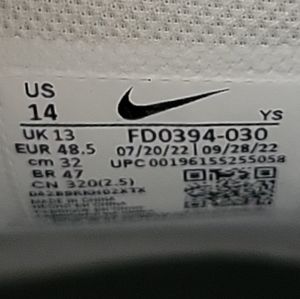 US
14
YS
UK 13
FD0394-030
EUR 48.5
07/20/22 09/28/22
cm 32
UPC 00196155255058
BR 47
CN 320(2.5)
MADE IN CHINA